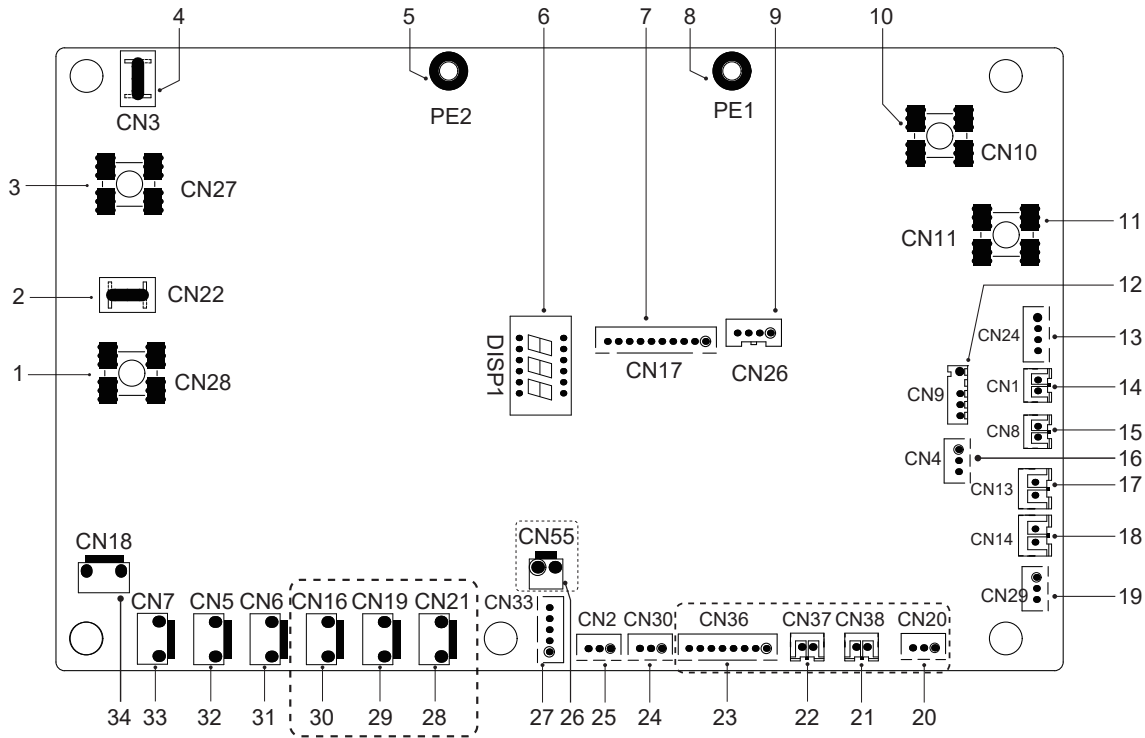 4 5 6 7 8 9 10
CN3 PE2 PE1 CN10
3 CN27
CN11 11
2 CN22
12
DISP1 CN17 CN26 CN24 13
1 CN28
CN9 CN1 14
CN8 15
CN4 16
CN13 17
CN14 18
CN18 CN55
CN29 19
CN7 CN5 CN6 CN16 CN19 CN21 CN33 CN2 CN30 CN36 CN37 CN38 CN20
34 33 32 31 30 29 28 27 26 25 24 23 22 21 20